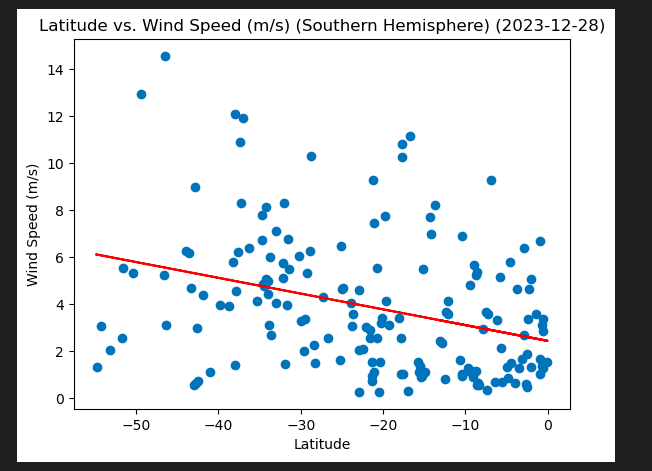 Latitude vs. Wind Speed (m/s) (Southern Hemisphere) (2023-12-28)
14
12
10
8
6
4
2
0
Wind Speed (m/s)
−50 −40 −30 −20 −10 0
Latitude